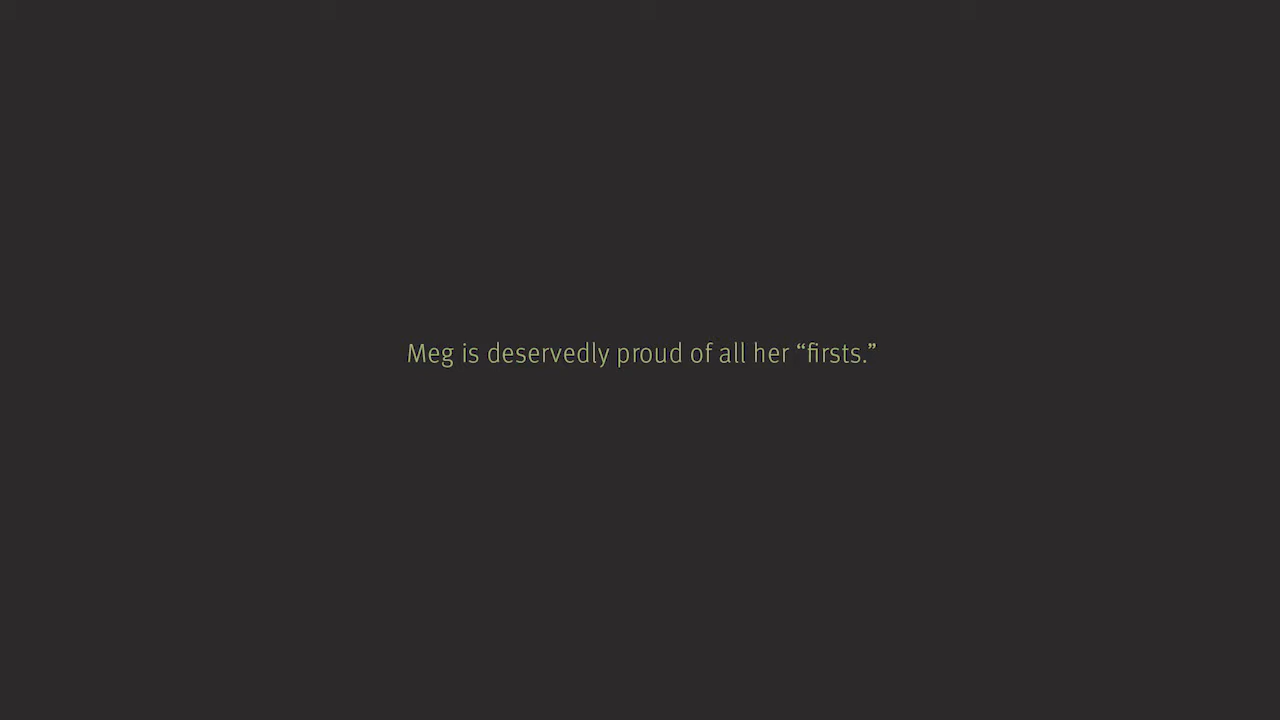 Meg is deservedly proud of all her “firsts.”